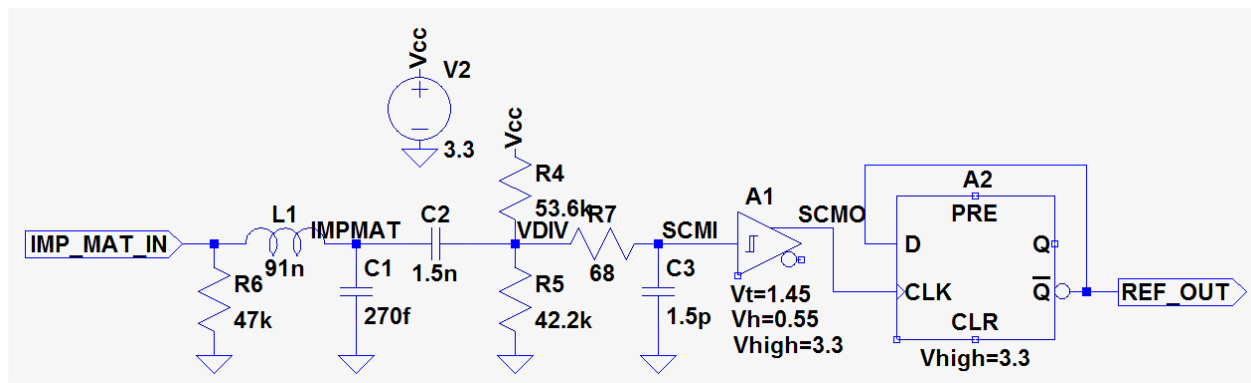 Vcc
V2
3.3
Vcc
R4
53.6k
R7
68
A1
SCMO
A2
PRE
D
Q
CLK
Q
CLR
Vhigh=3.3
REF_OUT
IMP_MAT_IN
L1
91n
IMPMAT
C2
1.5n
VDIV
SCMI
R6
47k
C1
270f
R5
42.2k
C3
1.5p
Vt=1.45
Vh=0.55
Vhigh=3.3